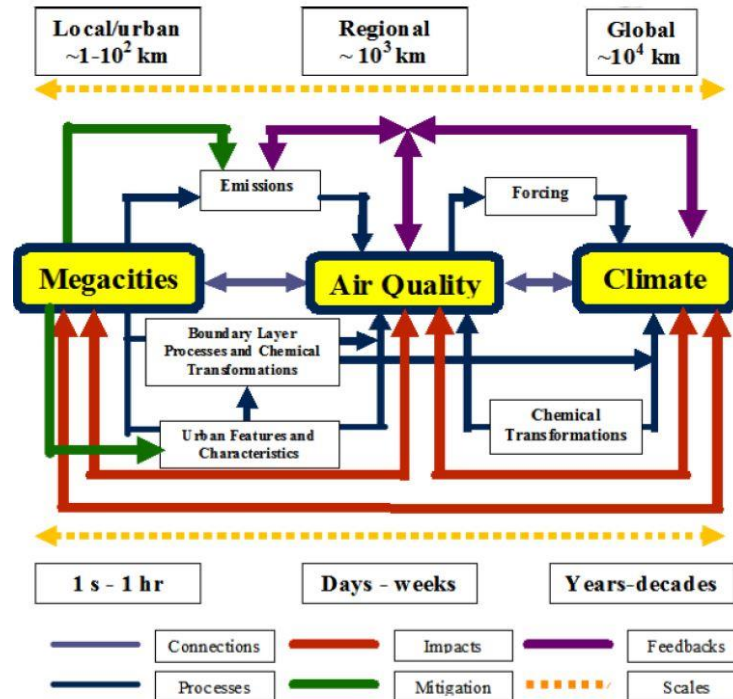 Local/urban
~1-10² km
Regional
~ 10³ km
Global
~10⁴ km
Emissions
Forcing
Megacities
Air Quality
Climate
Boundary Layer
Processes and Chemical
Transformations
Urban Features and
Characteristics
Chemical
Transformations
1 s - 1 hr
Days - weeks
Years-decades
Connections
Impacts
Feedbacks
Processes
Mitigation
Scales